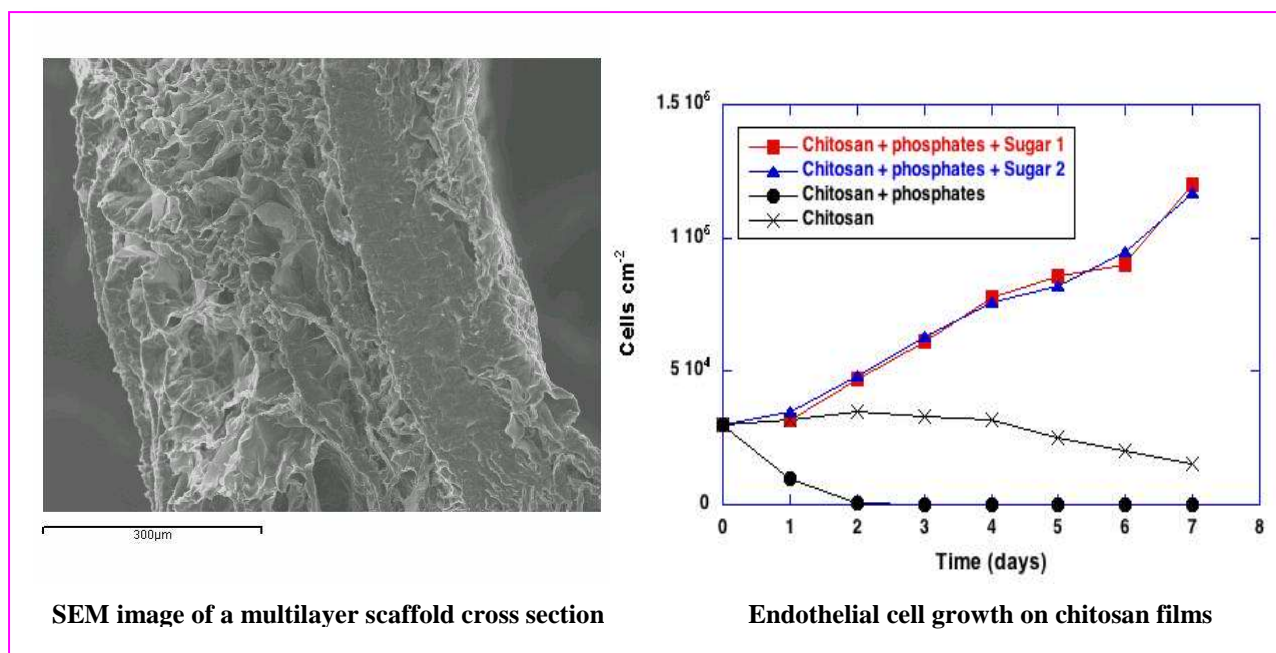 300µm
SEM image of a multilayer scaffold cross section
1.5 10⁶
1 10⁶
5 10⁴
0
Cells cm⁻²
Chitosan + phosphates + Sugar 1
Chitosan + phosphates + Sugar 2
Chitosan + phosphates
Chitosan
0 1 2 3 4 5 6 7 8
Time (days)
Endothelial cell growth on chitosan films